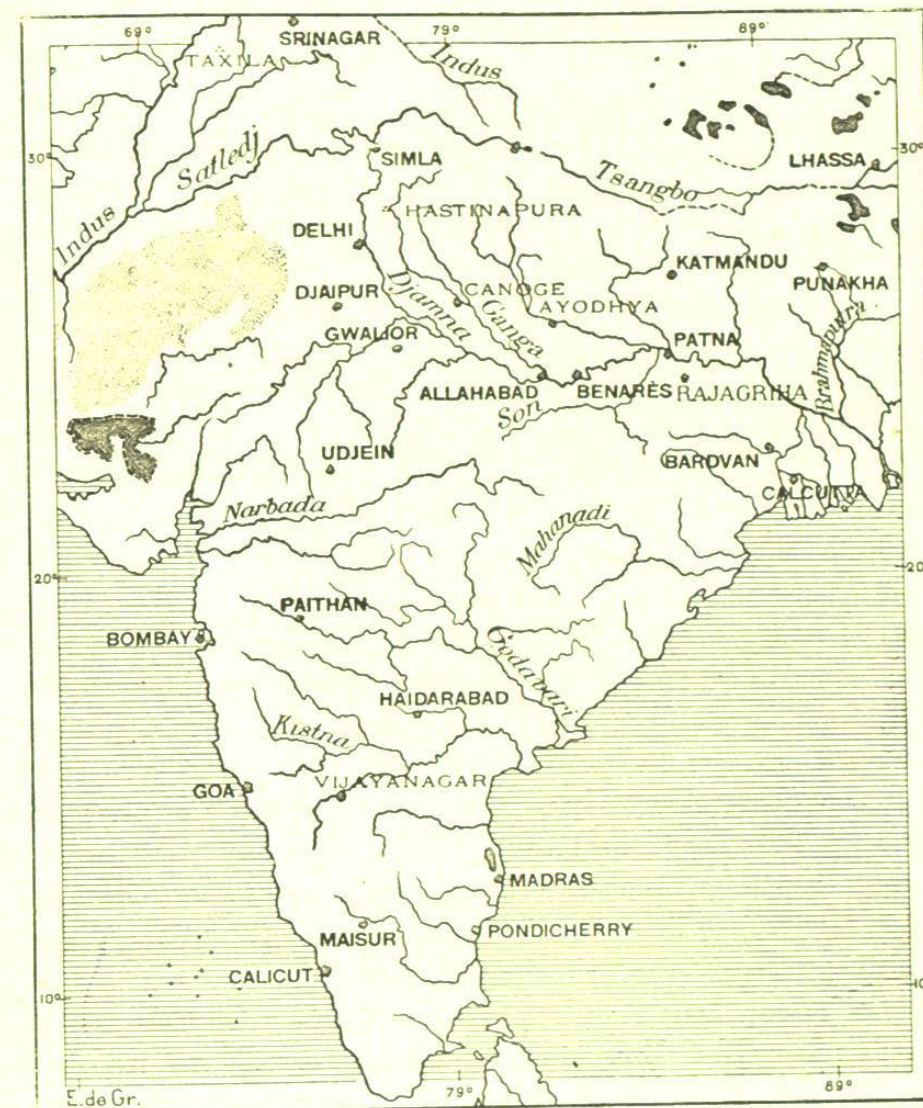 69°
79°
89°
SRINAGAR
TAXILA
Indus
30°
30°
Satledj
SIMLA
Tsangbo
LHASSA
Indus
HASTINAPURA
DELHI
KATMANDU
PUNAKHA
DJAIPUR
Djamna
CANOGE
Ganga
AYODHYA
GWALIOR
PATNA
Brahmaputra
ALLAHABAD
BENARÈS
RAJAGRIHA
Son
UDJEIN
BARDVAN
CALCUTTA
Narbada
Mahanadi
20°
20
PAITHAN
BOMBAY
Godavari
HAIDARABAD
Kistna
GOA
VIJAYANAGAR
MADRAS
PONDICHERRY
MAISUR
CALICUT
10°
10
E. de Gr.
79°
89°